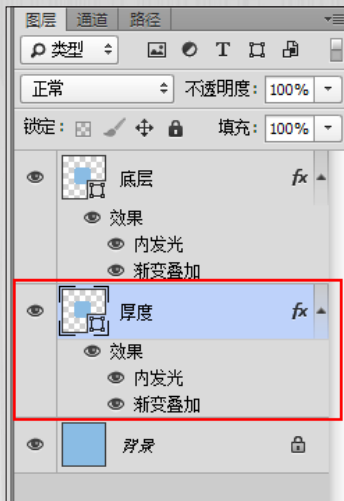 图层 通道 路径
类型 T
正常 不透明度: 100%
锁定: 填充: 100%
底层 fx
效果
内发光
渐变叠加
厚度 fx
效果
内发光
渐变叠加
背景